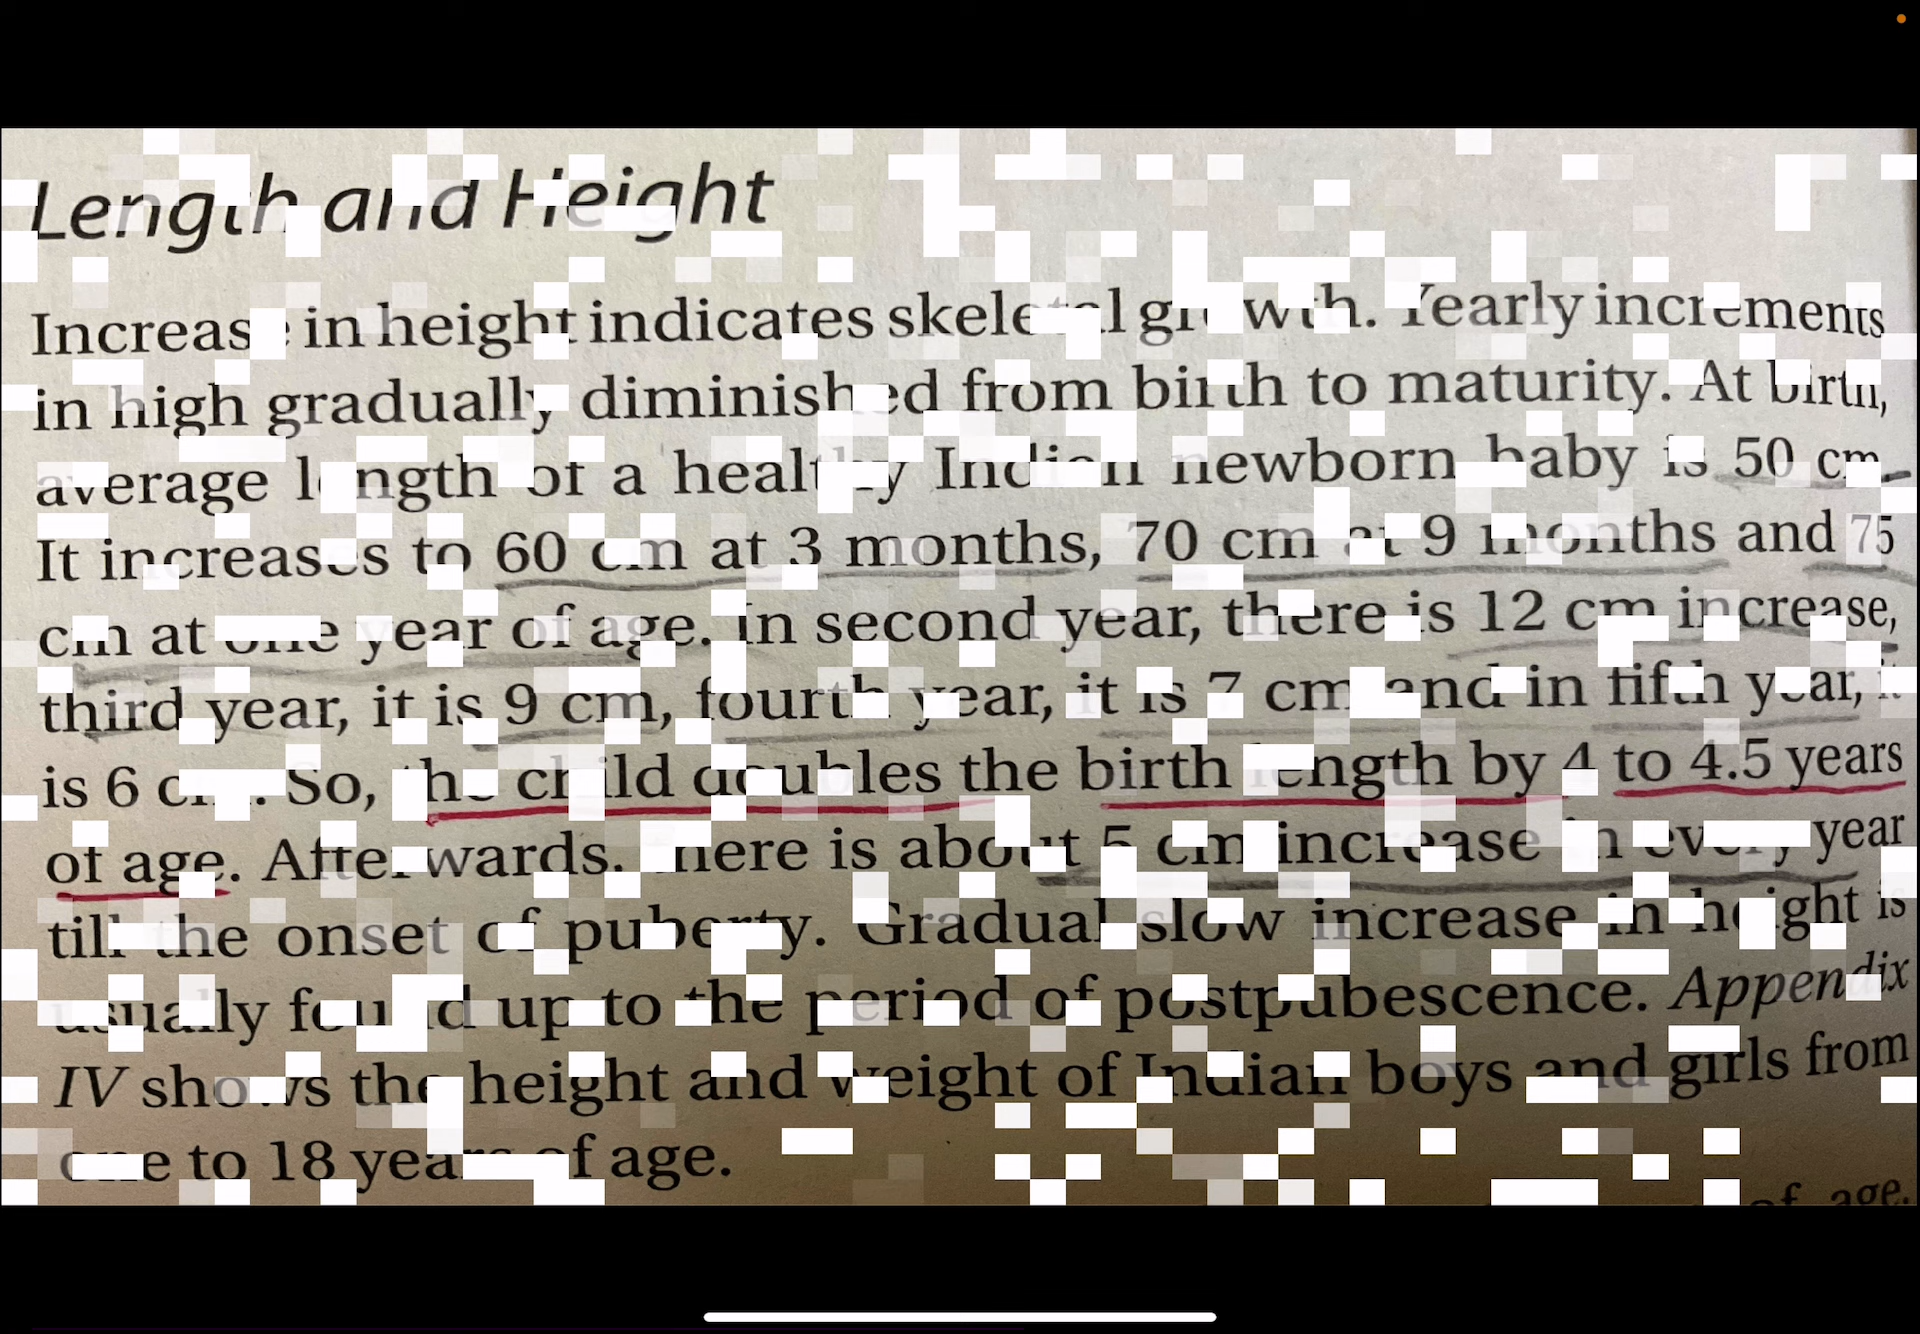 Length and Height
Increase in height indicates skeletal growth. Yearly increments
in high gradually diminished from birth to maturity. At birth,
average length of a healthy Indian newborn baby is 50 cm.
It increases to 60 cm at 3 months, 70 cm at 9 months and 75
cm at one year of age. In second year, there is 12 cm increase,
third year, it is 9 cm, fourth year, it is 7 cm and in fifth year, it
is 6 cm. So, the child doubles the birth length by 4 to 4.5 years
of age. Afterwards, there is about 5 cm increase in every year
till the onset of puberty. Gradual slow increase in height is
usually found up to the period of postpubescence. Appendix
IV shows the height and weight of Indian boys and girls from
one to 18 years of age.
of age.